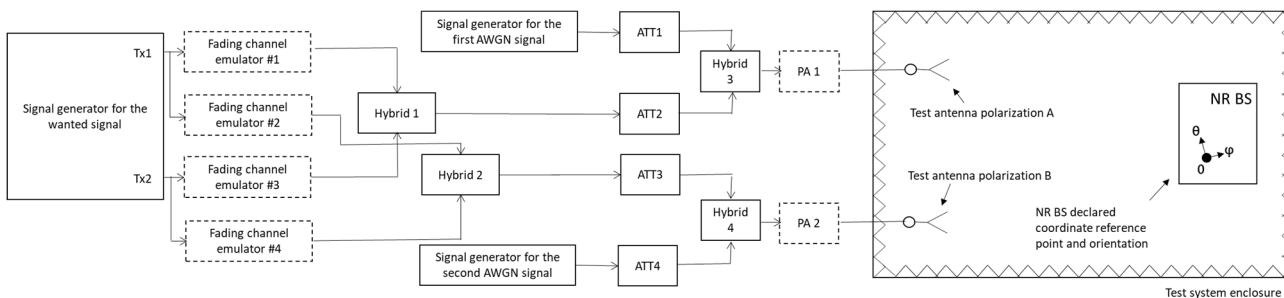 Signal generator for the
wanted signal
Tx1
Tx2
Fading channel
emulator #1
Fading channel
emulator #2
Fading channel
emulator #3
Fading channel
emulator #4
Hybrid 1
Hybrid 2
Signal generator for the
first AWGN signal
Signal generator for the
second AWGN signal
ATT1
ATT2
ATT3
ATT4
Hybrid
3
Hybrid
4
PA 1
PA 2
Test antenna polarization A
Test antenna polarization B
NR BS
θ
φ
0
NR BS declared
coordinate reference
point and orientation
Test system enclosure